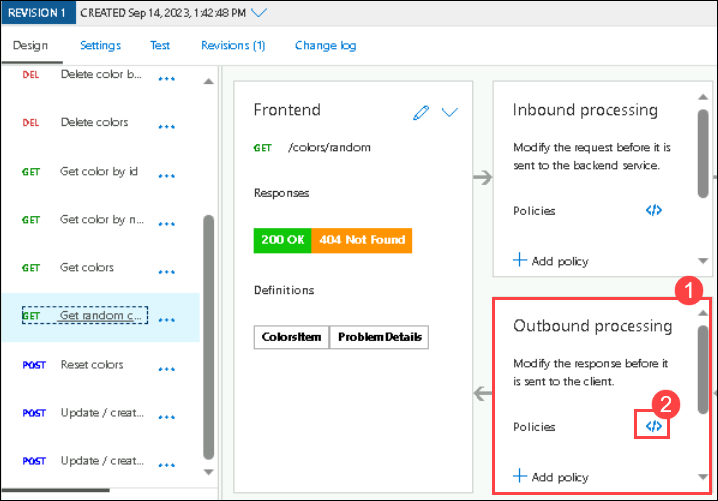 REVISION 1 CREATED Sep 14, 2023, 1:42:48 PM
Design Settings Test Revisions (1) Change log
DEL Delete color b... ...
DEL Delete colors ...
GET Get color by id ...
GET Get color by n... ...
GET Get colors ...
GET Get random c... ...
POST Reset colors ...
POST Update / creat... ...
POST Update / creat... ...
Frontend
GET /colors/random
Responses
200 OK 404 Not Found
Definitions
ColorsItem ProblemDetails
Inbound processing
Modify the request before it is
sent to the backend service.
Policies </>
+ Add policy
1
Outbound processing
Modify the response before it
is sent to the client.
2
Policies </>
+ Add policy